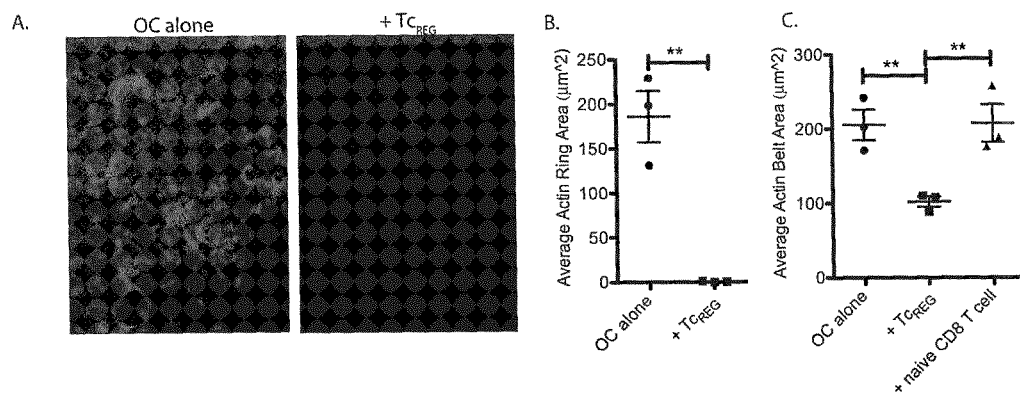 A.
OC alone
+ TcREG
B.
**
Average Actin Ring Area (µm^2)
250
200
150
100
50
0
OC alone
+ TcREG
C.
**
**
Average Actin Belt Area (µm^2)
300
200
100
0
OC alone
+ TcREG
+ naive CD8 T cell